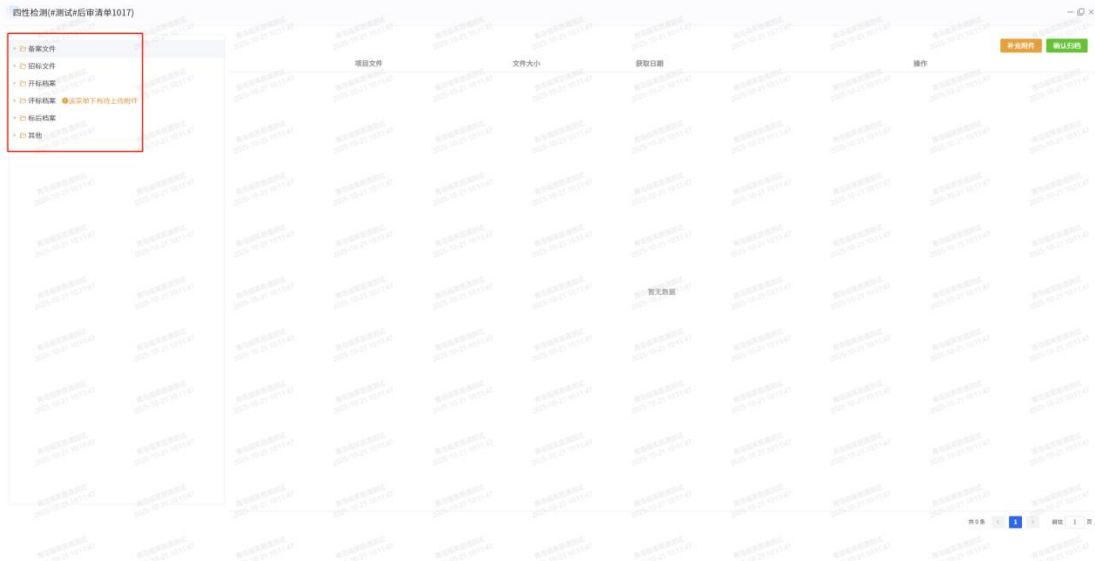 四性检测(#测试#后审清单1017)
备案文件
补充附件 确认归档
招标文件
项目文件 文件大小 获取日期 操作
开标档案
评标档案 该菜单下有待上传附件
标后档案
其他
暂无数据
共 0 条 < 1 > 前往 1 页